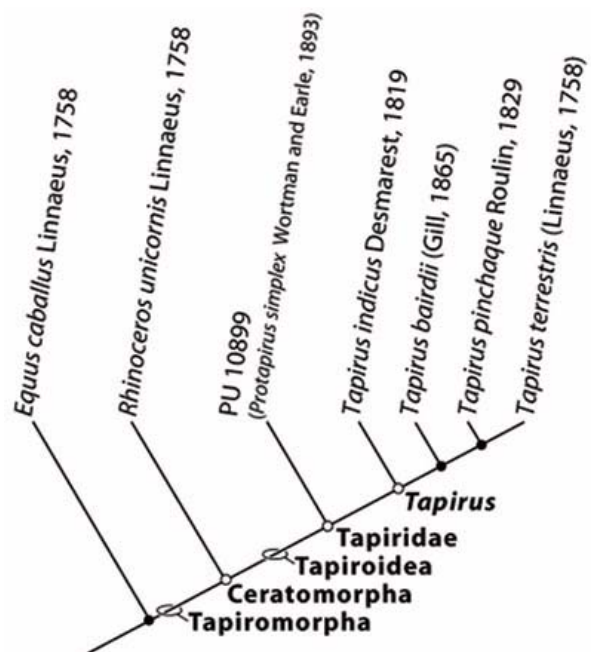 Equus caballus Linnaeus, 1758
Rhinoceros unicornis Linnaeus, 1758
PU 10899
(Protapirus simplex Wortman and Earle, 1893)
Tapirus indicus Desmarest, 1819
Tapirus bairdii (Gill, 1865)
Tapirus pinchaque Roulin, 1829
Tapirus terrestris (Linnaeus, 1758)
Tapirus
Tapiridae
Tapiroidea
Ceratomorpha
Tapiromorpha